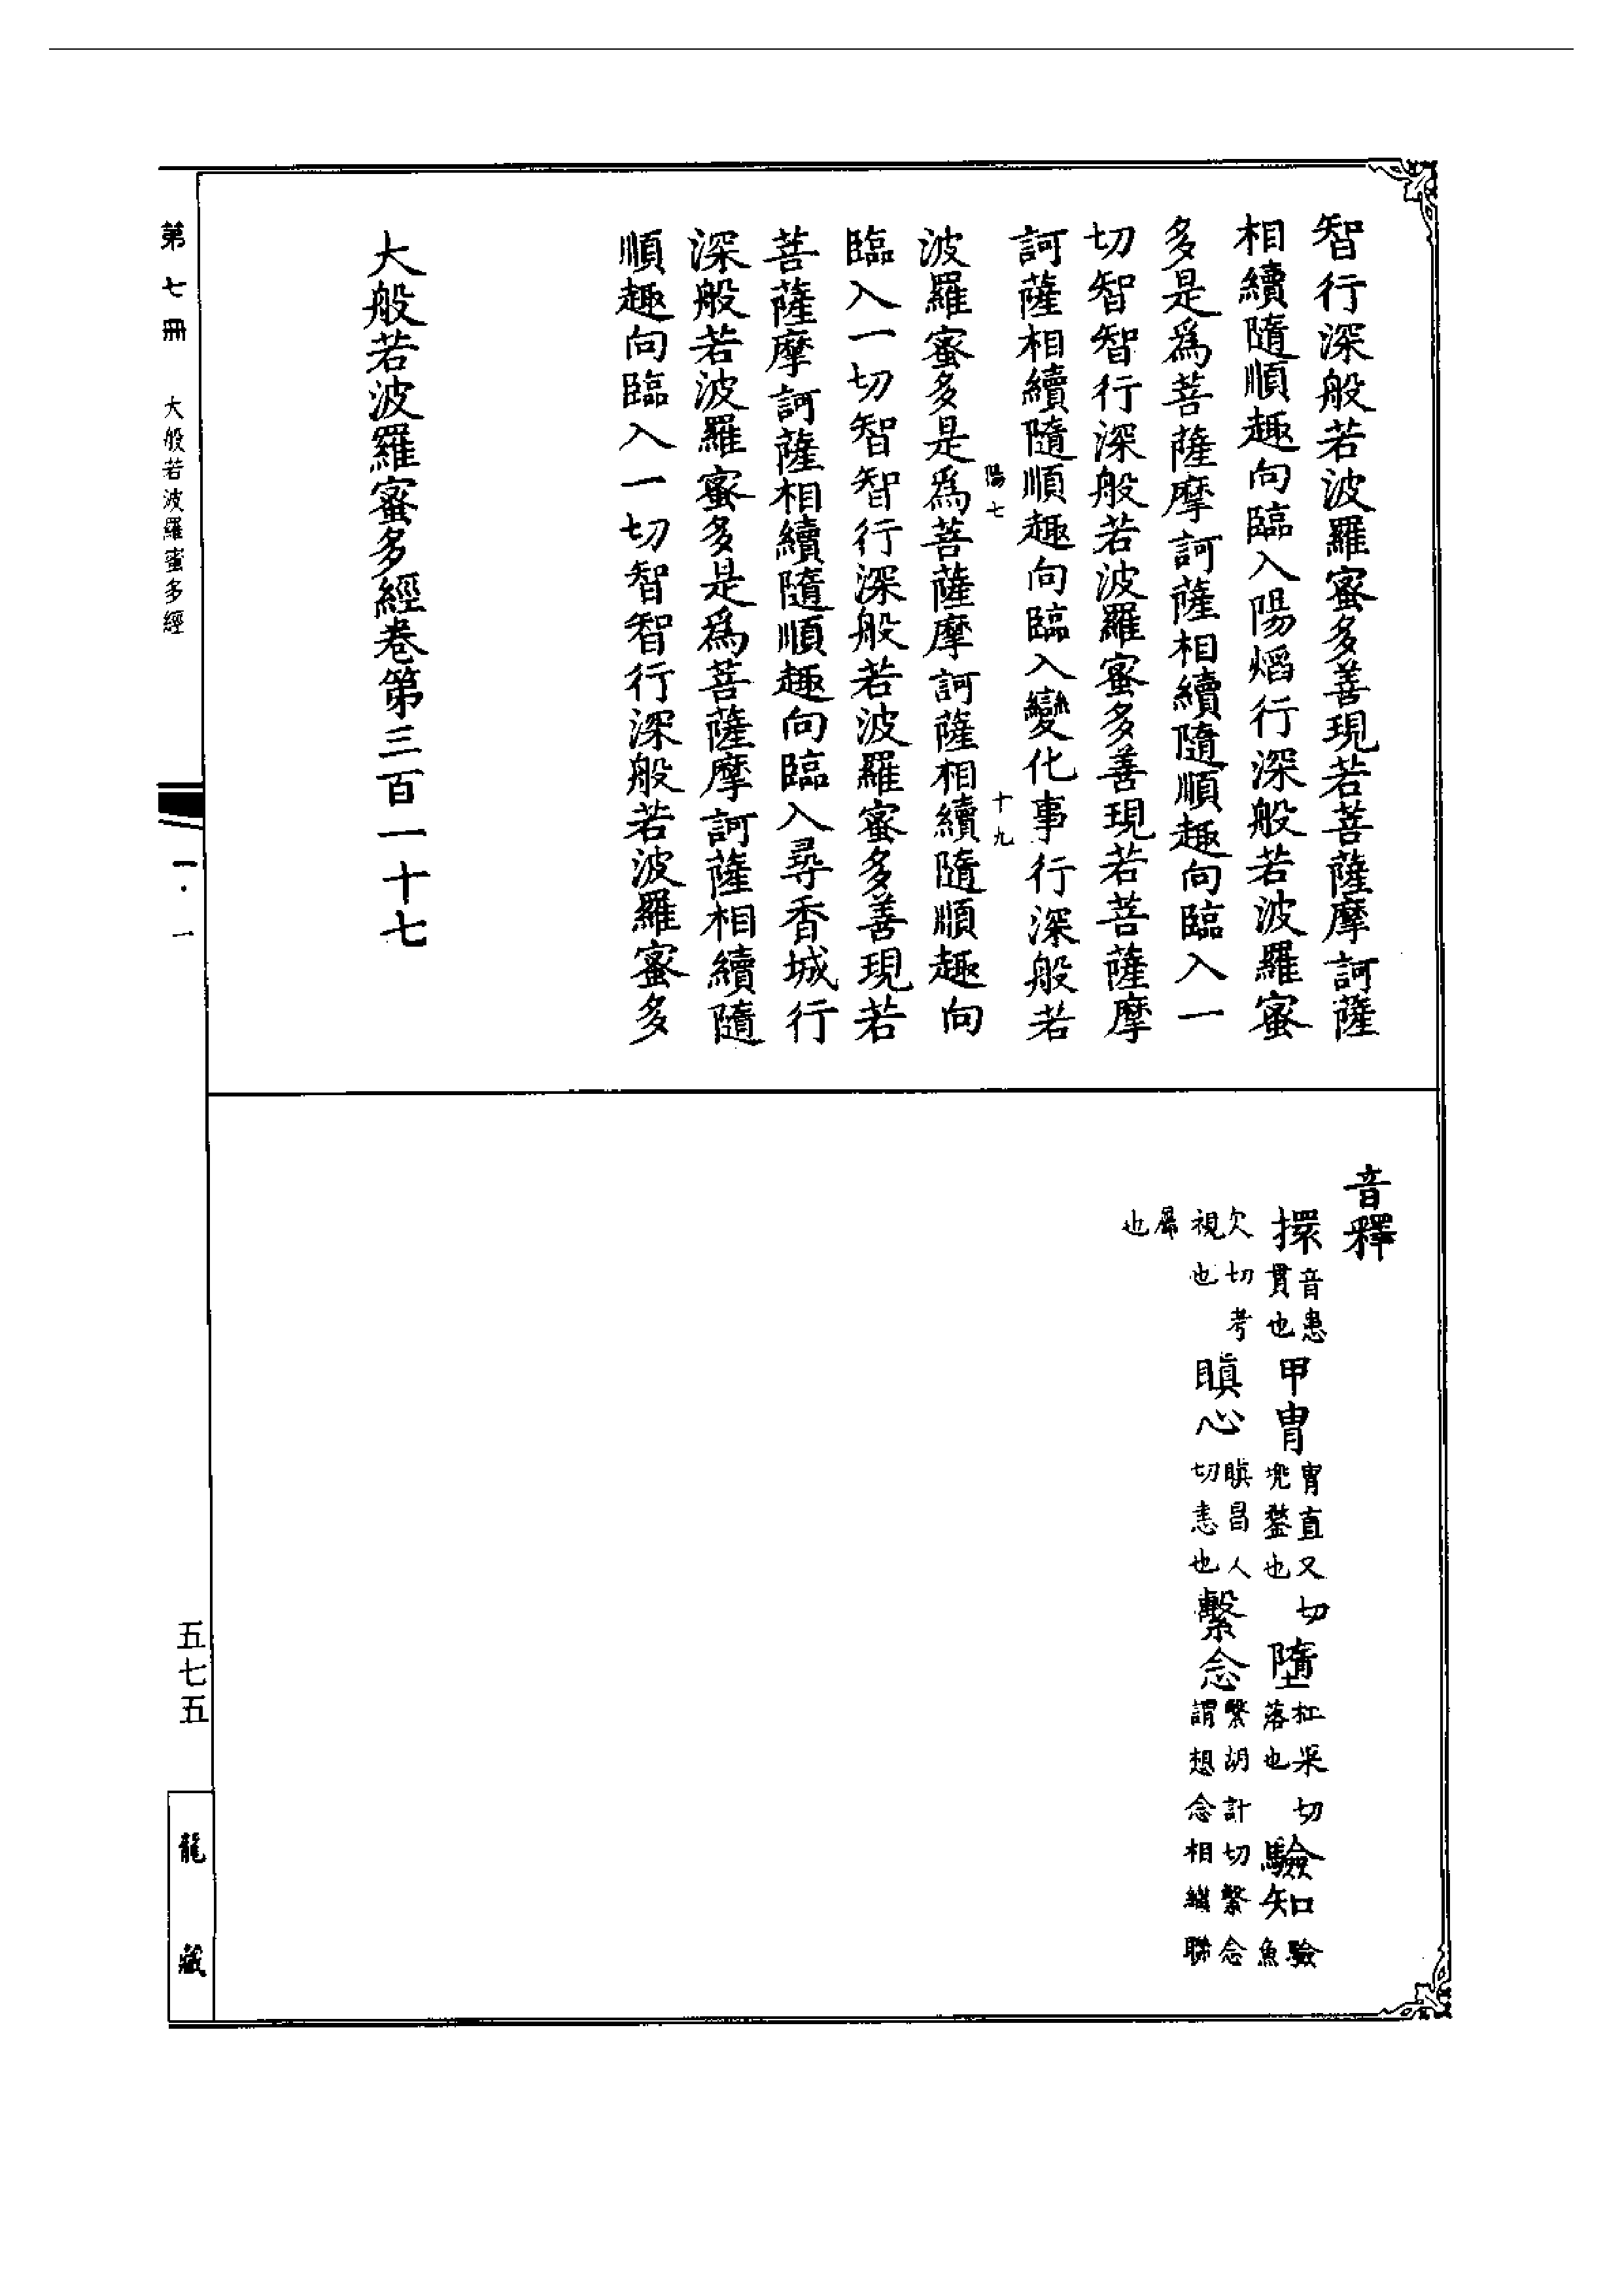 智行深般若波羅蜜多善現若菩薩摩訶薩
相續隨順趣向臨入陽熖行深般若波羅蜜
多是爲菩薩摩訶薩相續隨順趣向臨入一
切智智行深般若波羅蜜多善現若菩薩摩
訶薩相續隨順趣向臨入變化事行深般若
陽七 十九
波羅蜜多是爲菩薩摩訶薩相續隨順趣向
臨入一切智智行深般若波羅蜜多善現若
菩薩摩訶薩相續隨順趣向臨入尋香城行
深般若波羅蜜多是爲菩薩摩訶薩相續隨
順趣向臨入一切智智行深般若波羅蜜多
大般若波羅蜜多經卷第三百一十七
音釋
擐音患貫也 甲冑冑直又切兜鍪也 墮杜果切落也 驗知驗魚
欠切考視也 瞋心瞋昌人切恚也 繫念繫胡計切繫念謂想念相繼聯
屬也
第七冊 大般若波羅蜜多經
一·一
五七五
龍藏